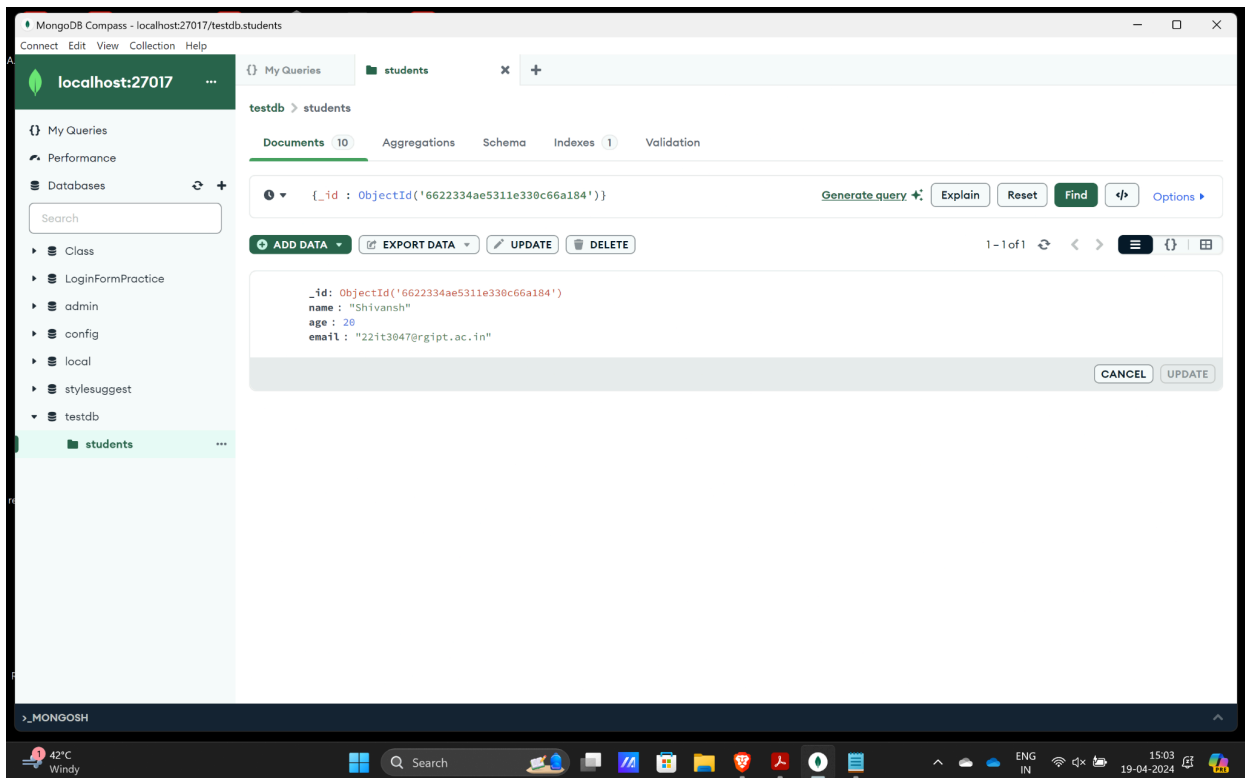 MongoDB Compass - localhost:27017/testdb.students
Connect Edit View Collection Help
localhost:27017 ...
{} My Queries
Performance
Databases
Search
Class
LoginFormPractice
admin
config
local
stylesuggest
testdb
students ...
{} My Queries students
testdb > students
Documents 10 Aggregations Schema Indexes 1 Validation
{_id : ObjectId('6622334ae5311e330c66a184')}
Generate query Explain Reset Find </> Options
ADD DATA EXPORT DATA UPDATE DELETE
1-1 of 1 {}
_id: ObjectId('6622334ae5311e330c66a184')
name : "Shivansh"
age : 20
email : "22it3047@rgipt.ac.in"
CANCEL UPDATE
>_MONGOSH
1 42°C
Windy
Search
ENG
IN
15:03
19-04-2024